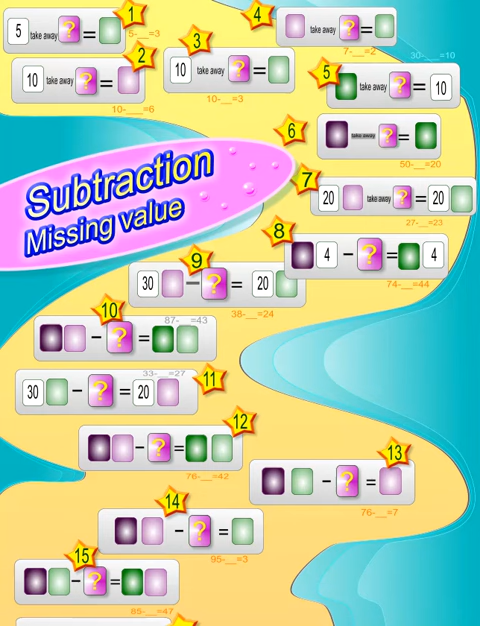 1
5 take away ? =
5-__=3
2
10 take away ? =
10-__=6
3
10 take away ? =
10-__=3
4
take away ? =
7-__=2
30-__=10
5
take away ? = 10
6
take away ? =
50-__=20
Subtraction
Missing value
7
20 take away ? = 20
27-__=23
8
4 - ? = 4
74-__=44
9
30 - ? = 20
38-__=24
10
- ? =
87-__=43
33-__=27
11
30 - ? = 20
12
- ? =
76-__=42
13
- ? =
76-__=7
14
- ? =
95-__=3
15
- ? =
85-__=47